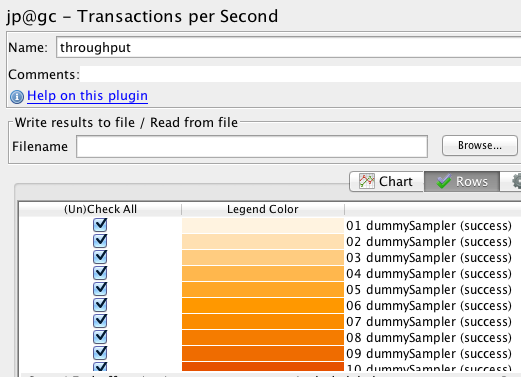 jp@gc - Transactions per Second
Name: throughput
Comments:
Help on this plugin
Write results to file / Read from file
Filename Browse...
Chart Rows
(Un)Check All Legend Color
01 dummySampler (success)
02 dummySampler (success)
03 dummySampler (success)
04 dummySampler (success)
05 dummySampler (success)
06 dummySampler (success)
07 dummySampler (success)
08 dummySampler (success)
09 dummySampler (success)
10 dummySampler (success)